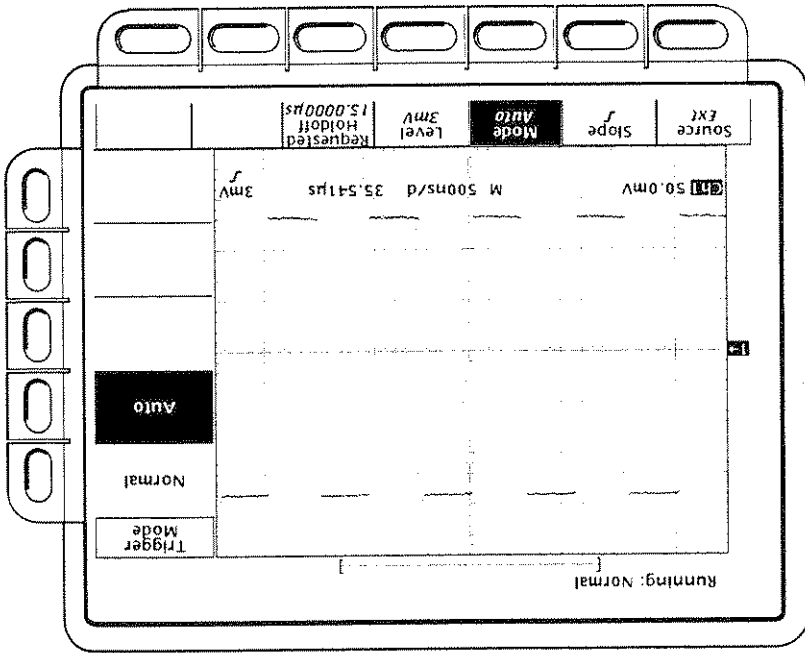 Running: Normal
Trigger
Mode
Normal
Auto
Ch1 50.0mV M 500ns/d 35.541µs 3mV
Source
Ext
Slope
Mode
Auto
Level
3mV
Requested
Holdoff
15.0000µs